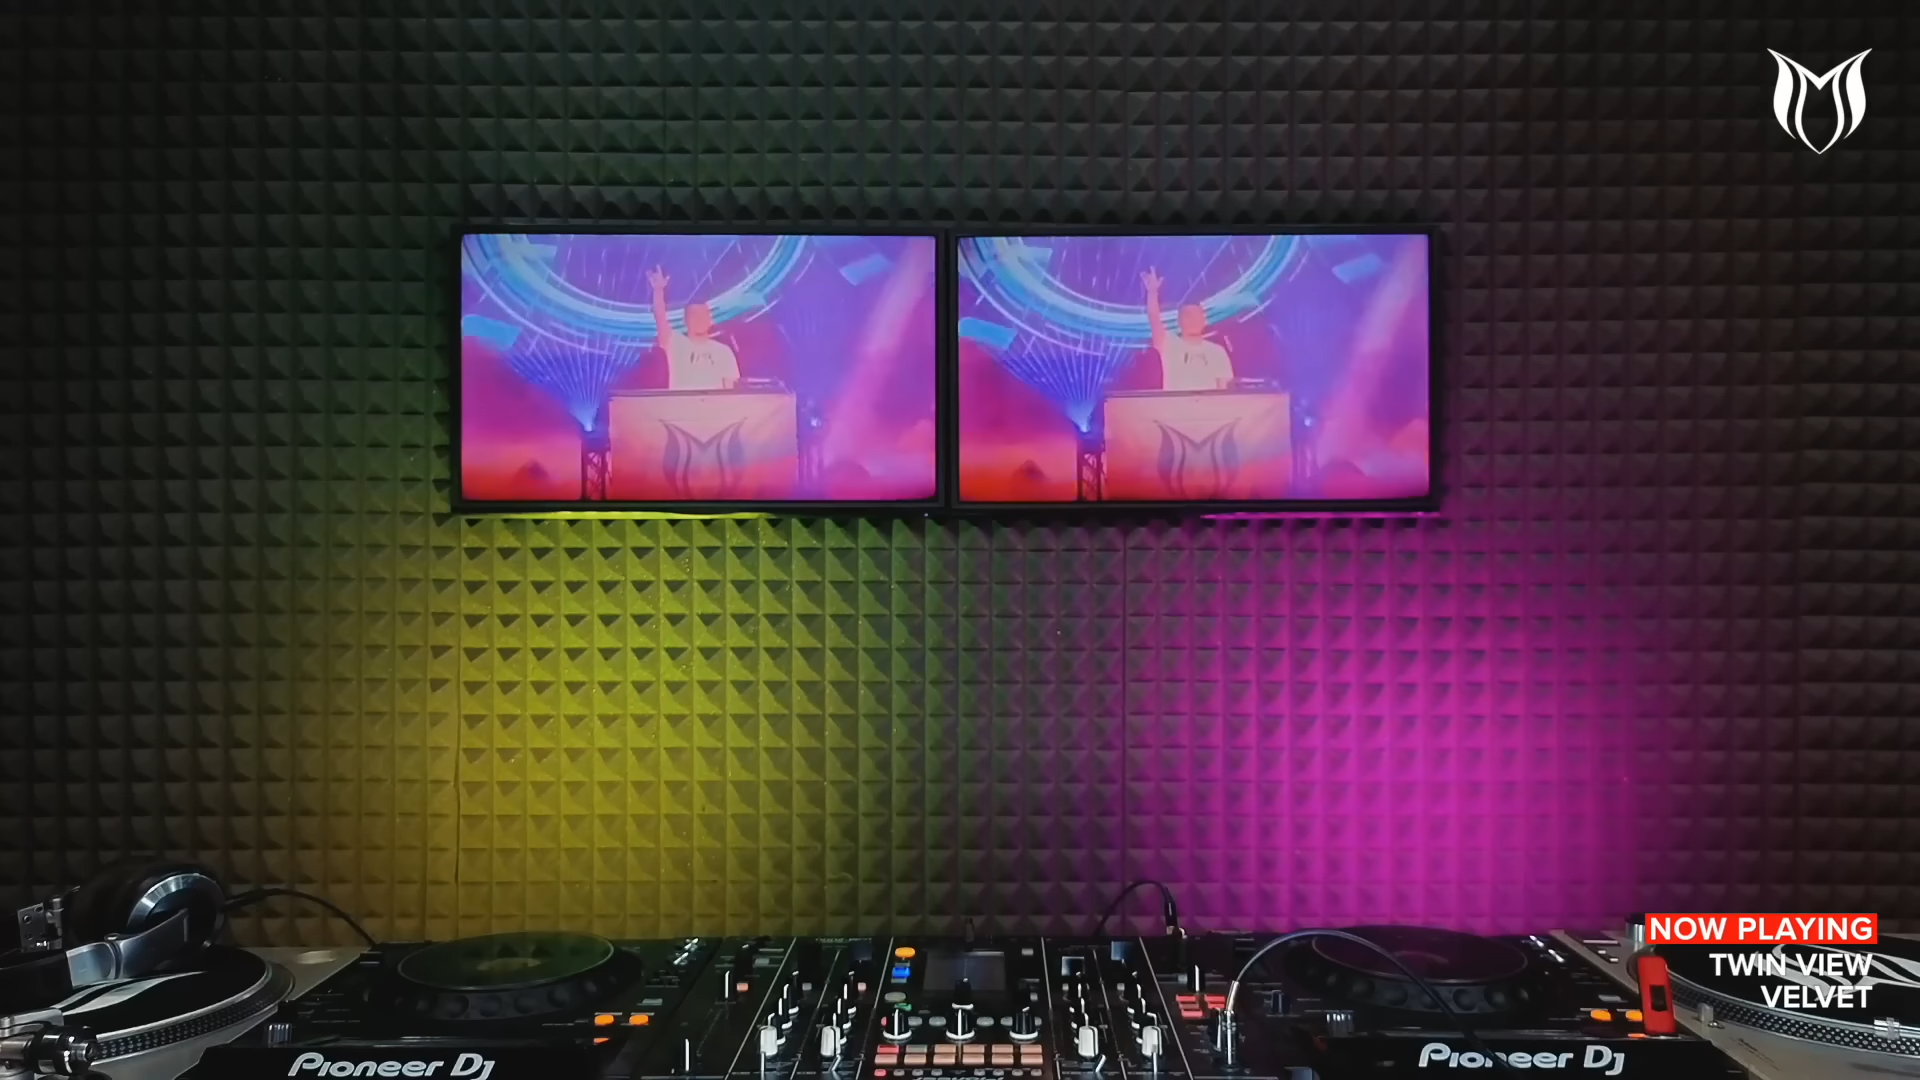 NOW PLAYING
TWIN VIEW
VELVET
Pioneer Dj
Pioneer Dj